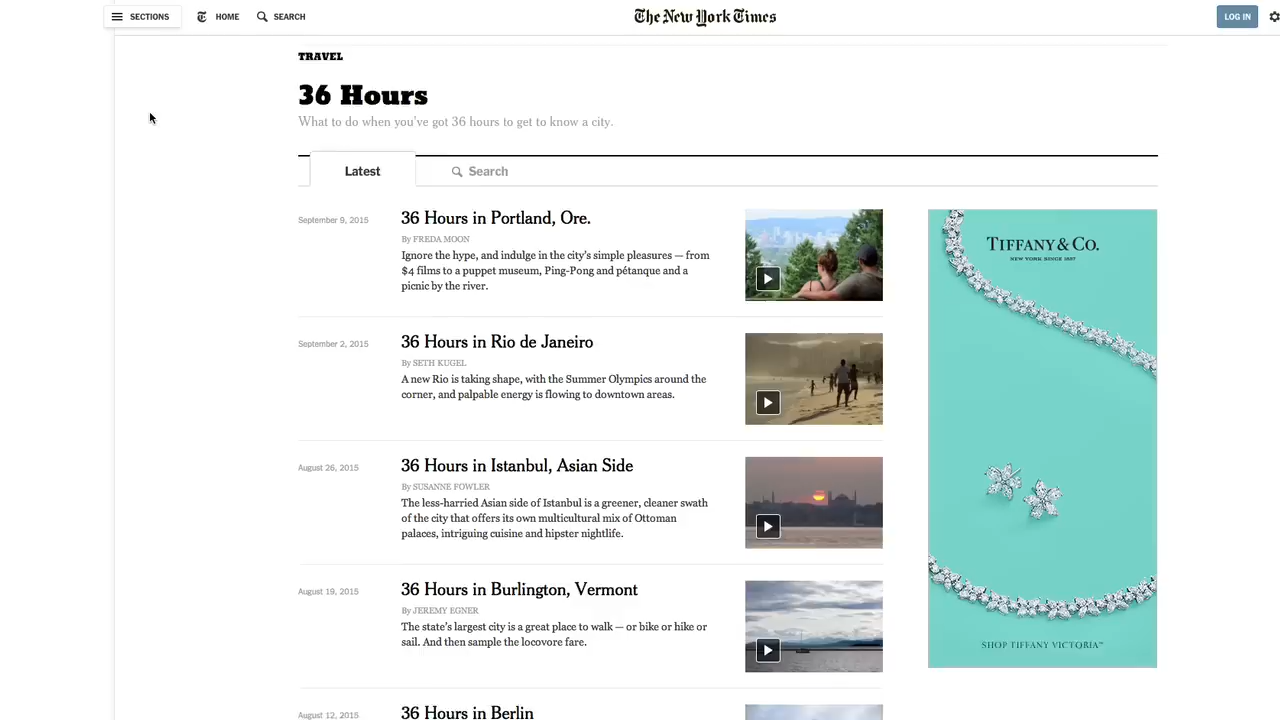 SECTIONS
HOME
SEARCH
The New York Times
LOG IN
TRAVEL
36 Hours
What to do when you've got 36 hours to get to know a city.
Latest
Search
September 9, 2015
36 Hours in Portland, Ore.
By FREDA MOON
Ignore the hype, and indulge in the city's simple pleasures — from
$4 films to a puppet museum, Ping-Pong and pétanque and a
picnic by the river.
September 2, 2015
36 Hours in Rio de Janeiro
By SETH KUGEL
A new Rio is taking shape, with the Summer Olympics around the
corner, and palpable energy is flowing to downtown areas.
August 26, 2015
36 Hours in Istanbul, Asian Side
By SUSANNE FOWLER
The less-harried Asian side of Istanbul is a greener, cleaner swath
of the city that offers its own multicultural mix of Ottoman
palaces, intriguing cuisine and hipster nightlife.
August 19, 2015
36 Hours in Burlington, Vermont
By JEREMY EGNER
The state's largest city is a great place to walk — or bike or hike or
sail. And then sample the locovore fare.
August 12, 2015
36 Hours in Berlin
TIFFANY & CO.
NEW YORK SINCE 1837
SHOP TIFFANY VICTORIA™